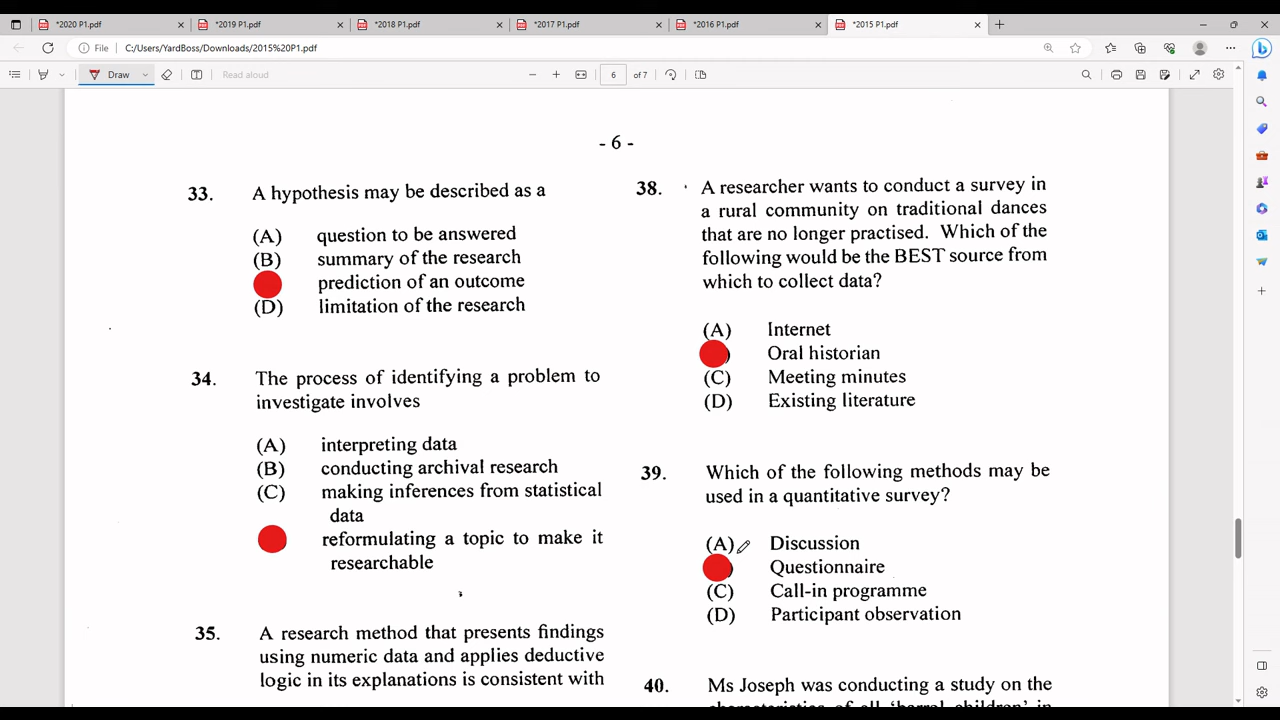 *2020 P1.pdf
*2019 P1.pdf
*2018 P1.pdf
*2017 P1.pdf
*2016 P1.pdf
*2015 P1.pdf
File
C:/Users/YardBoss/Downloads/2015%20P1.pdf
Draw
Read aloud
6
of 7
- 6 -
33. A hypothesis may be described as a
(A) question to be answered
(B) summary of the research
prediction of an outcome
(D) limitation of the research
34. The process of identifying a problem to
investigate involves
(A) interpreting data
(B) conducting archival research
(C) making inferences from statistical
data
reformulating a topic to make it
researchable
35. A research method that presents findings
using numeric data and applies deductive
logic in its explanations is consistent with
38. A researcher wants to conduct a survey in
a rural community on traditional dances
that are no longer practised. Which of the
following would be the BEST source from
which to collect data?
(A) Internet
) Oral historian
(C) Meeting minutes
(D) Existing literature
39. Which of the following methods may be
used in a quantitative survey?
(A) Discussion
) Questionnaire
(C) Call-in programme
(D) Participant observation
40. Ms Joseph was conducting a study on the
characteristics of all 'barrel children' in